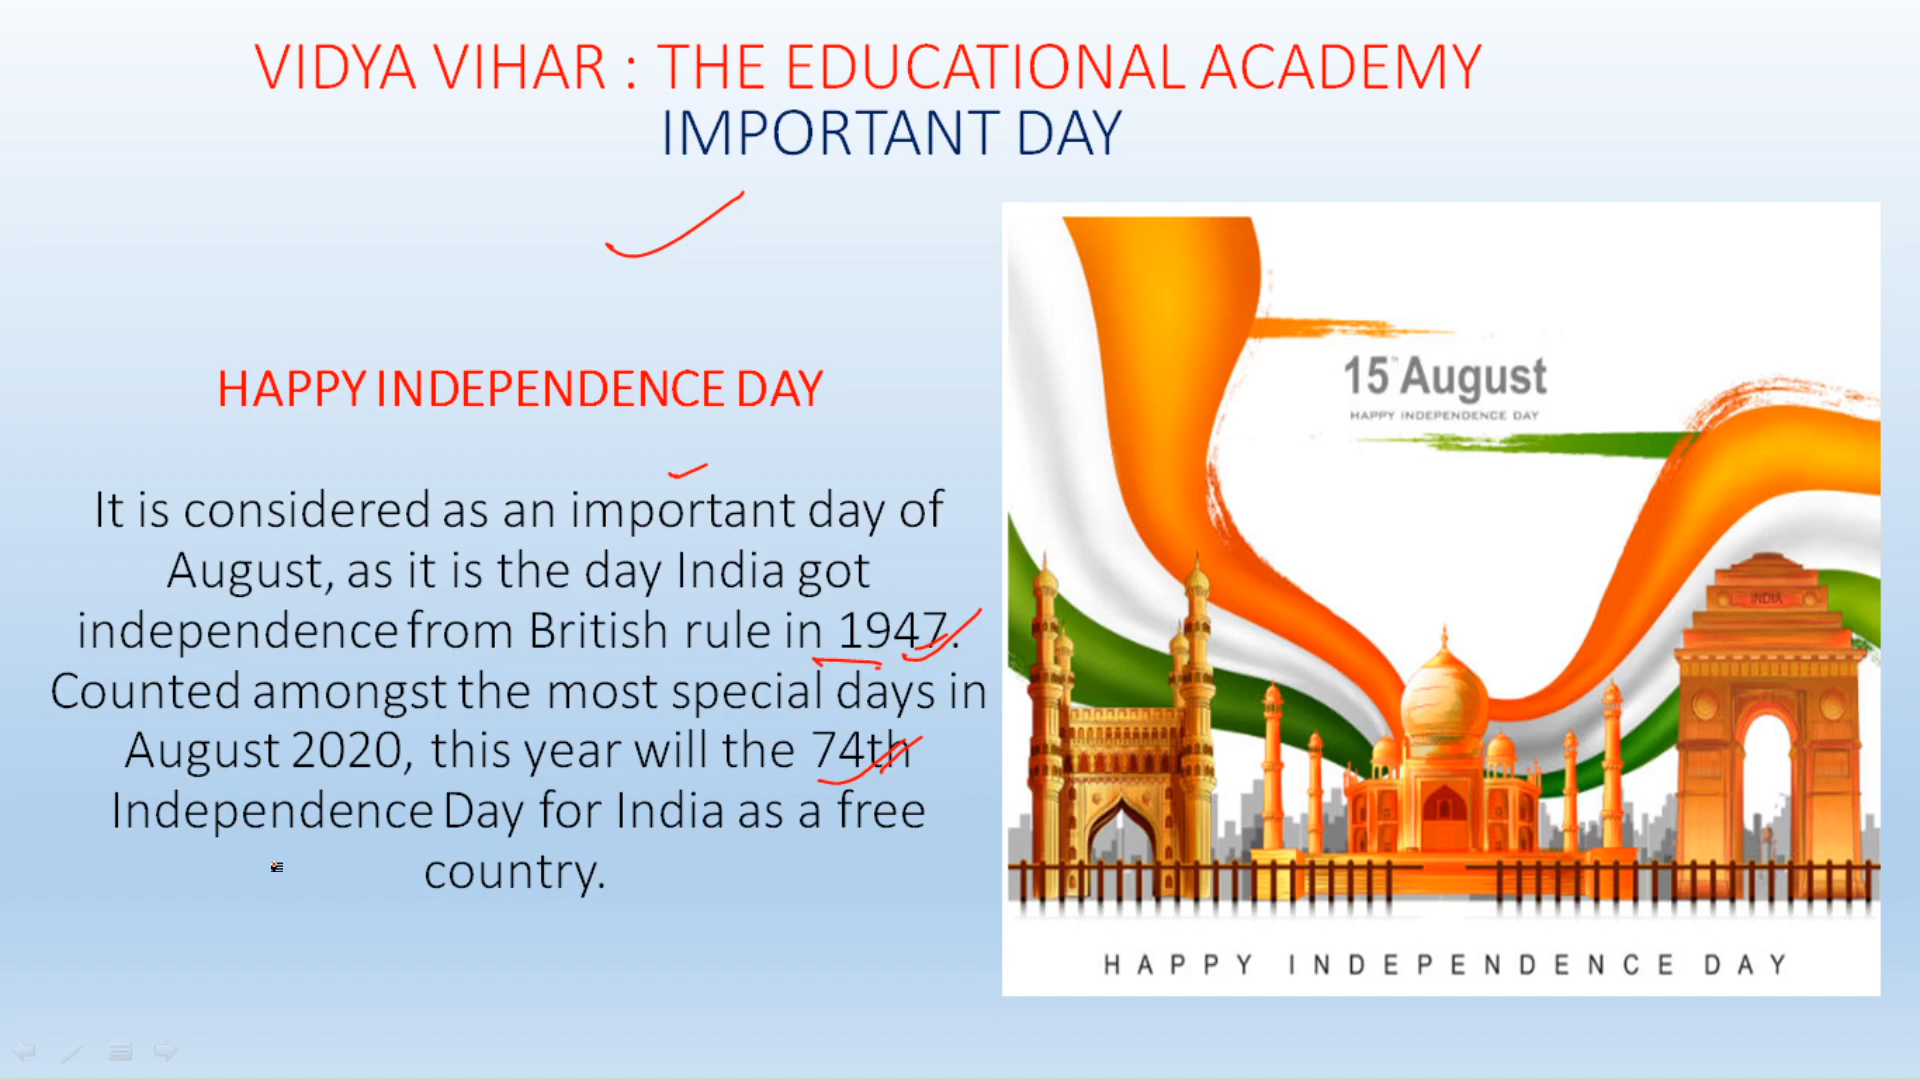 VIDYA VIHAR : THE EDUCATIONAL ACADEMY
IMPORTANT DAY
HAPPY INDEPENDENCE DAY
It is considered as an important day of
August, as it is the day India got
independence from British rule in 1947.
Counted amongst the most special days in
August 2020, this year will the 74th
Independence Day for India as a free
country.
15TH August
HAPPY INDEPENDENCE DAY
INDIA
HAPPY INDEPENDENCE DAY